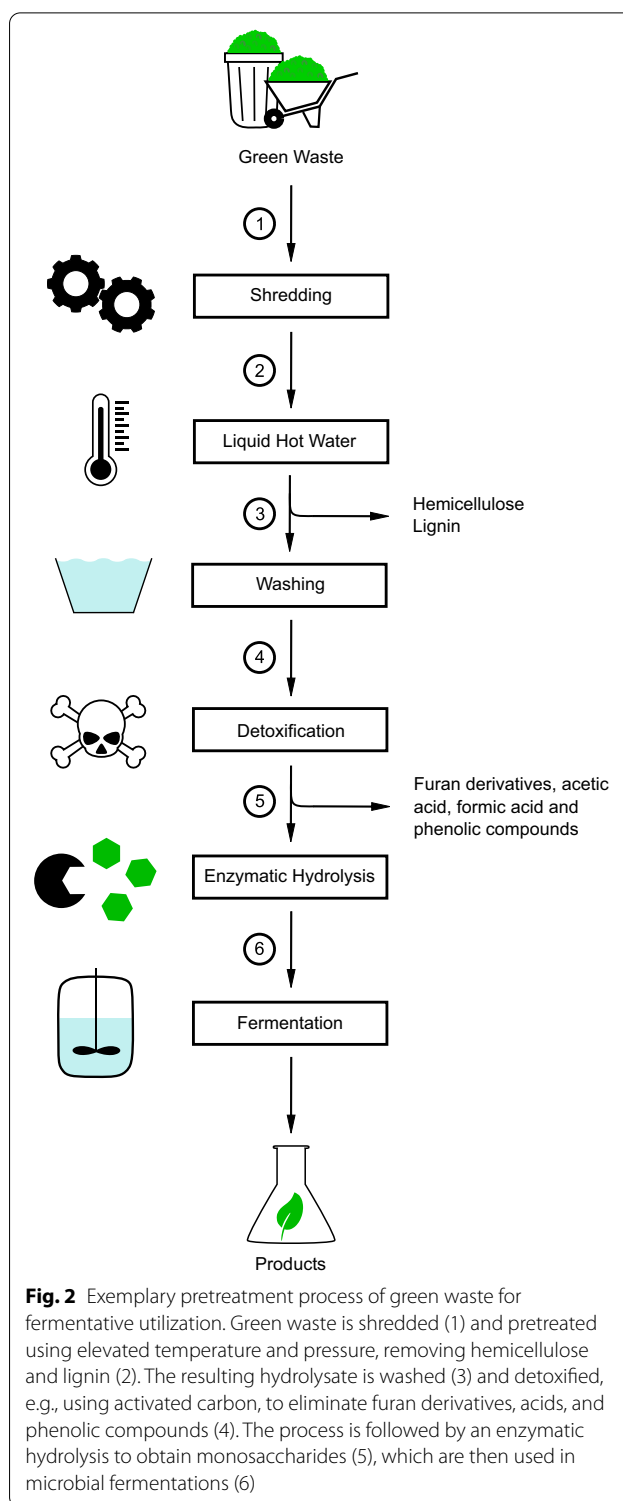 Green Waste
1
Shredding
2
Liquid Hot Water
3
Hemicellulose
Lignin
Washing
4
Detoxification
5
Furan derivatives, acetic
acid, formic acid and
phenolic compounds
Enzymatic Hydrolysis
6
Fermentation
Products
Fig. 2 Exemplary pretreatment process of green waste for
fermentative utilization. Green waste is shredded (1) and pretreated
using elevated temperature and pressure, removing hemicellulose
and lignin (2). The resulting hydrolysate is washed (3) and detoxified,
e.g., using activated carbon, to eliminate furan derivatives, acids, and
phenolic compounds (4). The process is followed by an enzymatic
hydrolysis to obtain monosaccharides (5), which are then used in
microbial fermentations (6)